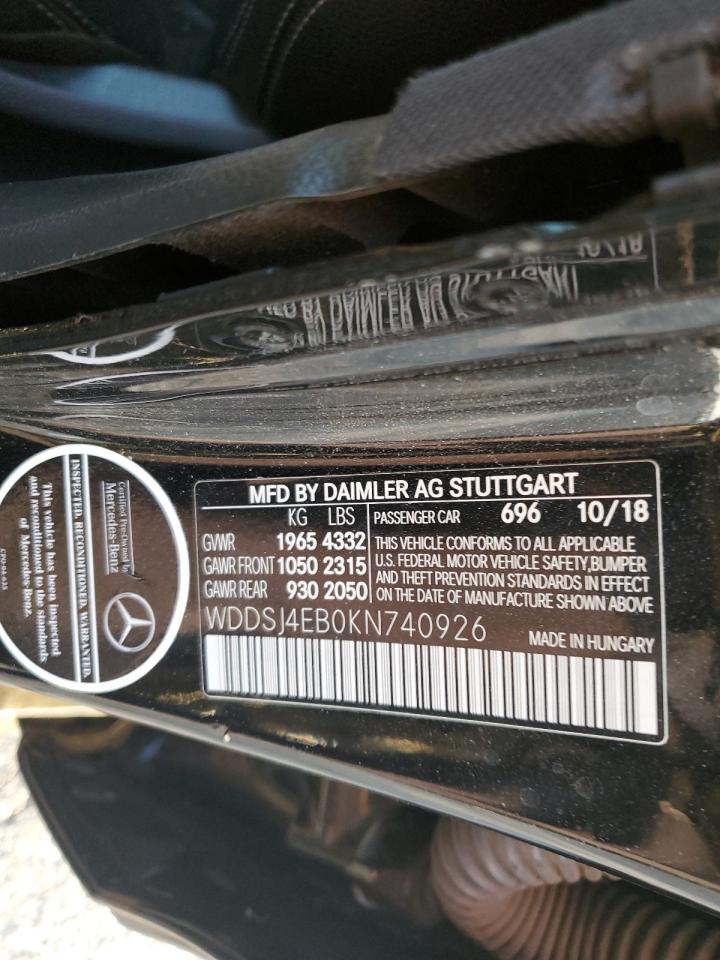 MFD BY DAIMLER AG STUTTGART
KG LBS
PASSENGER CAR 696 10/18
GVWR 1965 4332
GAWR FRONT 1050 2315
GAWR REAR 930 2050
THIS VEHICLE CONFORMS TO ALL APPLICABLE
U.S. FEDERAL MOTOR VEHICLE SAFETY,BUMPER
AND THEFT PREVENTION STANDARDS IN EFFECT
ON THE DATE OF MANUFACTURE SHOWN ABOVE
WDDSJ4EB0KN740926
MADE IN HUNGARY
Certified Pre-Owned by
Mercedes-Benz
INSPECTED. RECONDITIONED. WARRANTED.
This vehicle has been inspected
and reconditioned to the standards
of Mercedes-Benz.